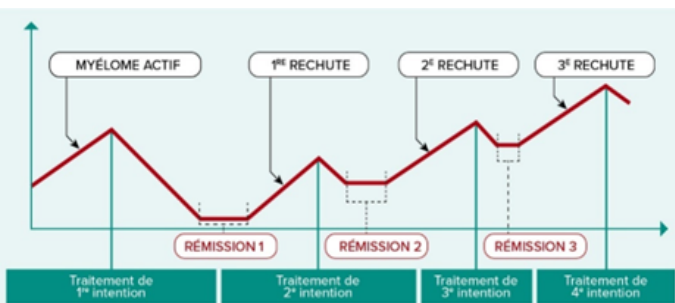 MYÉLOME ACTIF
1RE RECHUTE
2E RECHUTE
3E RECHUTE
RÉMISSION 1
RÉMISSION 2
RÉMISSION 3
Traitement de
1re intention
Traitement de
2e intention
Traitement de
3e intention
Traitement de
4e intention